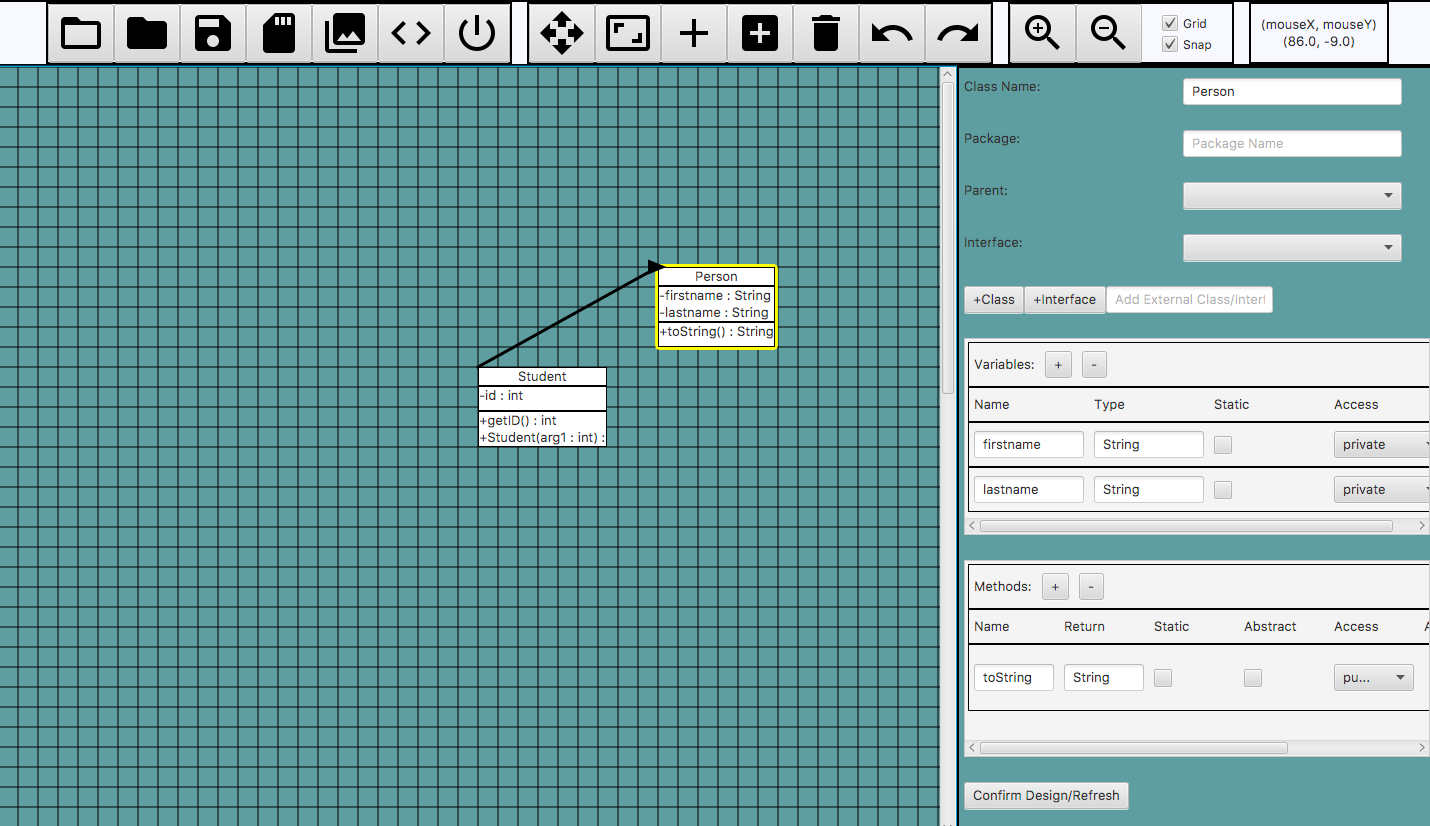 Grid
Snap
(mouseX, mouseY)
(86.0, -9.0)
Person
-firstname : String
-lastname : String
+toString() : String
Student
-id : int
+getID() : int
+Student(arg1 : int) :
Class Name:
Person
Package:
Package Name
Parent:
Interface:
+Class +Interface Add External Class/Interf
Variables: + -
Name Type Static Access
firstname String private
lastname String private
Methods: + -
Name Return Static Abstract Access
toString String pu...
Confirm Design/Refresh